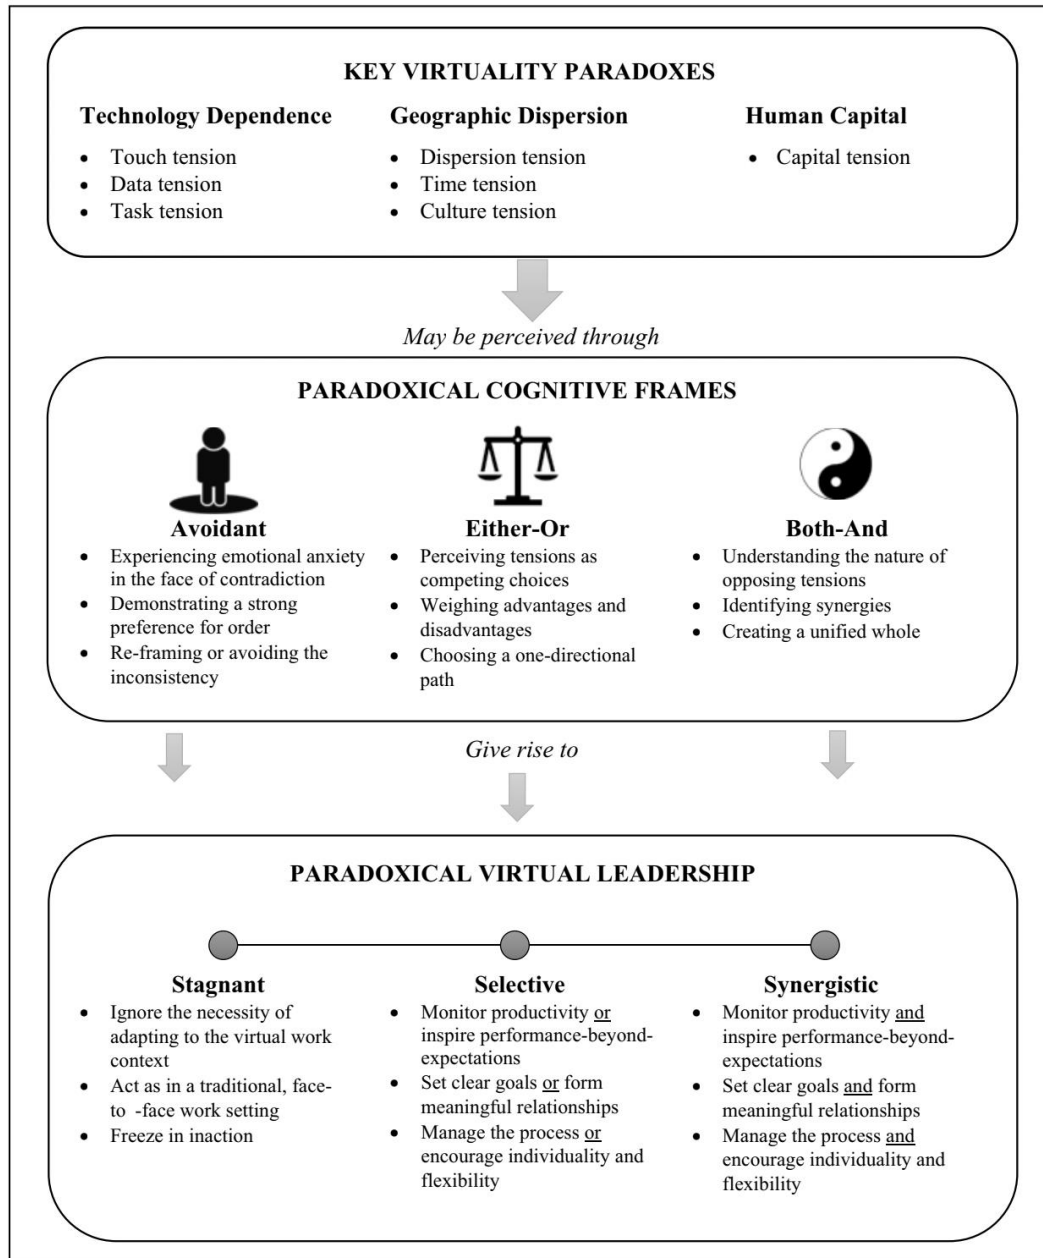 KEY VIRTUALITY PARADOXES
Technology Dependence
• Touch tension
• Data tension
• Task tension
Geographic Dispersion
• Dispersion tension
• Time tension
• Culture tension
Human Capital
• Capital tension
May be perceived through
PARADOXICAL COGNITIVE FRAMES
Avoidant
• Experiencing emotional anxiety
in the face of contradiction
• Demonstrating a strong
preference for order
• Re-framing or avoiding the
inconsistency
Either-Or
• Perceiving tensions as
competing choices
• Weighing advantages and
disadvantages
• Choosing a one-directional
path
Both-And
• Understanding the nature of
opposing tensions
• Identifying synergies
• Creating a unified whole
Give rise to
PARADOXICAL VIRTUAL LEADERSHIP
Stagnant
• Ignore the necessity of
adapting to the virtual work
context
• Act as in a traditional, face-
to -face work setting
• Freeze in inaction
Selective
• Monitor productivity or
inspire performance-beyond-
expectations
• Set clear goals or form
meaningful relationships
• Manage the process or
encourage individuality and
flexibility
Synergistic
• Monitor productivity and
inspire performance-beyond-
expectations
• Set clear goals and form
meaningful relationships
• Manage the process and
encourage individuality and
flexibility